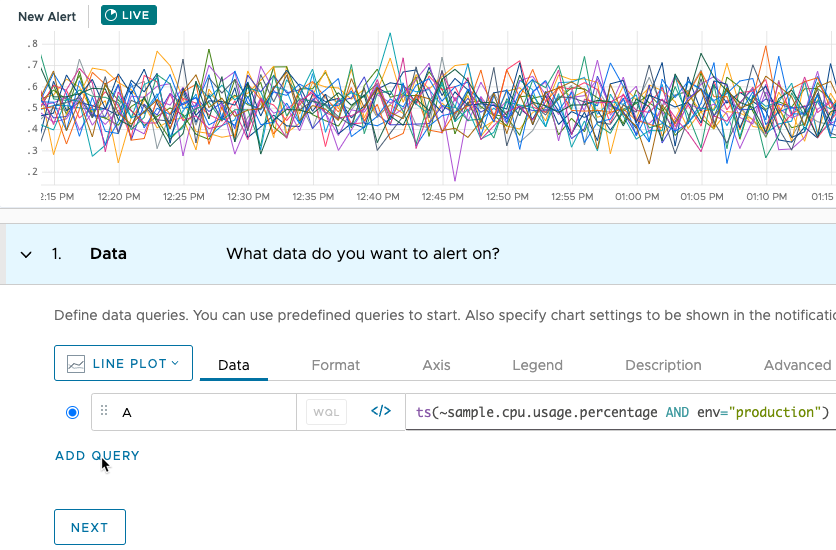 New Alert LIVE
.8
.7
.6
.5
.4
.3
.2
:15 PM 12:20 PM 12:25 PM 12:30 PM 12:35 PM 12:40 PM 12:45 PM 12:50 PM 12:55 PM 01:00 PM 01:05 PM 01:10 PM 01:15
1. Data What data do you want to alert on?
Define data queries. You can use predefined queries to start. Also specify chart settings to be shown in the notificatio
LINE PLOT Data Format Axis Legend Description Advanced
A WQL </> ts(~sample.cpu.usage.percentage AND env="production")
ADD QUERY
NEXT